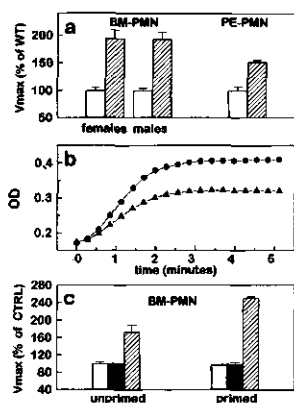 a
BM-PMN PE-PMN
Vmax (% of WT)
200
150
100
50
females males
b
OD
0,4
0.3
0.2
0 1 2 3 4 5
time (minutes)
c
BM-PMN
Vmax (% of CTRL)
280
240
200
160
120
80
40
unprimed primed